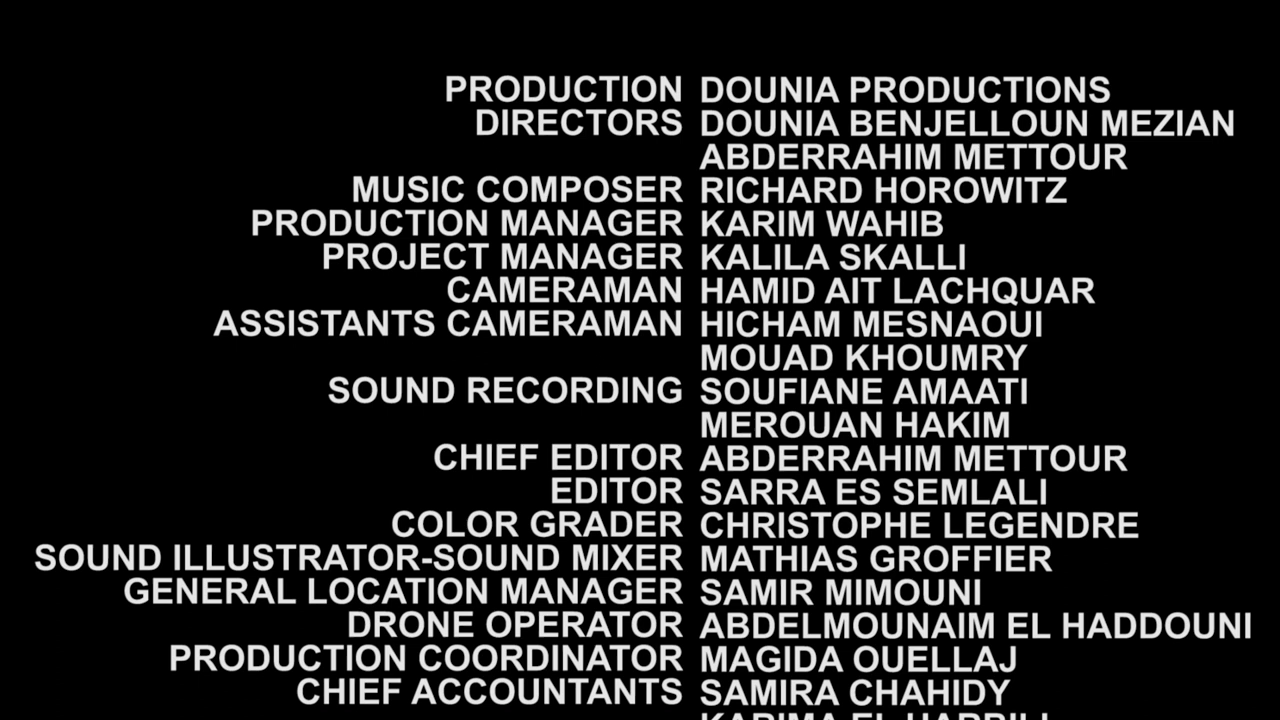 PRODUCTION DOUNIA PRODUCTIONS
DIRECTORS DOUNIA BENJELLOUN MEZIAN
ABDERRAHIM METTOUR
MUSIC COMPOSER RICHARD HOROWITZ
PRODUCTION MANAGER KARIM WAHIB
PROJECT MANAGER KALILA SKALLI
CAMERAMAN HAMID AIT LACHQUAR
ASSISTANTS CAMERAMAN HICHAM MESNAOUI
MOUAD KHOUMRY
SOUND RECORDING SOUFIANE AMAATI
MEROUAN HAKIM
CHIEF EDITOR ABDERRAHIM METTOUR
EDITOR SARRA ES SEMLALI
COLOR GRADER CHRISTOPHE LEGENDRE
SOUND ILLUSTRATOR-SOUND MIXER MATHIAS GROFFIER
GENERAL LOCATION MANAGER SAMIR MIMOUNI
DRONE OPERATOR ABDELMOUNAIM EL HADDOUNI
PRODUCTION COORDINATOR MAGIDA OUELLAJ
CHIEF ACCOUNTANTS SAMIRA CHAHIDY
KARIMA EL